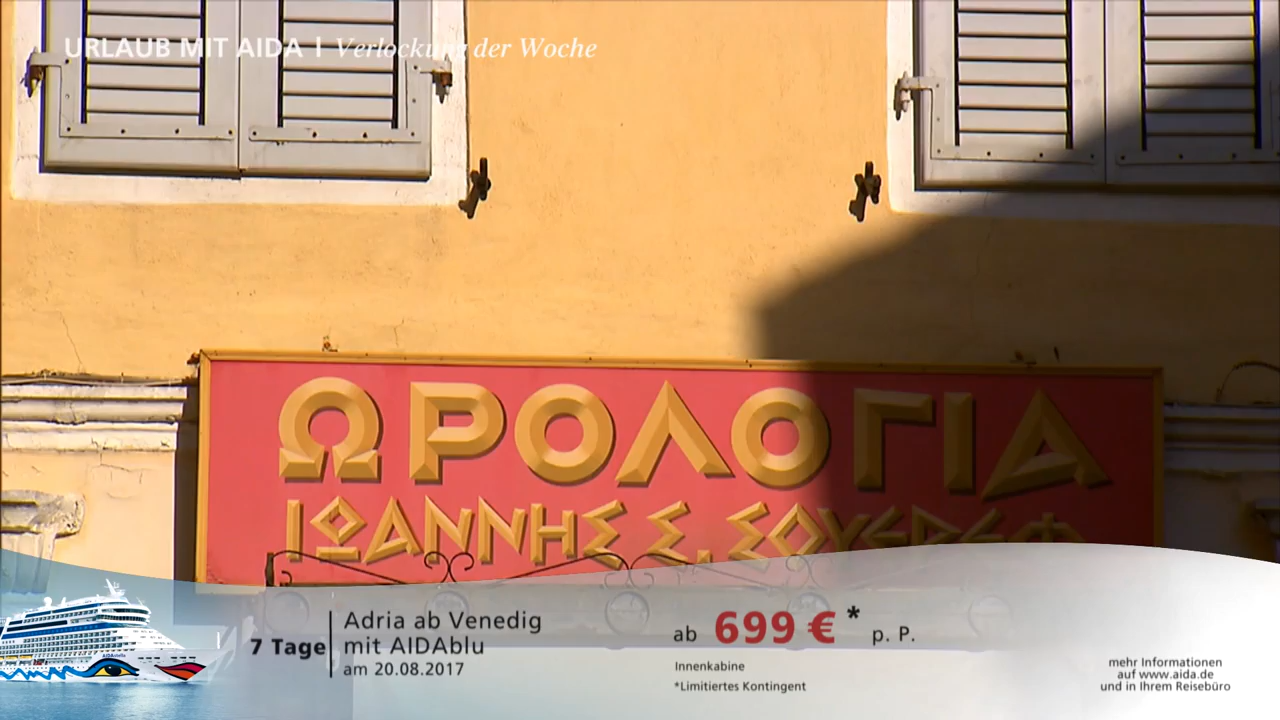 URLAUB MIT AIDA | Verlockung der Woche
ΩΡΟΛΟΓΙΑ
ΙΩΑΝΝΗΣ Σ.
7 Tage
Adria ab Venedig
mit AIDAblu
am 20.08.2017
ab 699 € * p. P.
Innenkabine
*Limitiertes Kontingent
mehr Informationen
auf www.aida.de
und in Ihrem Reisebüro